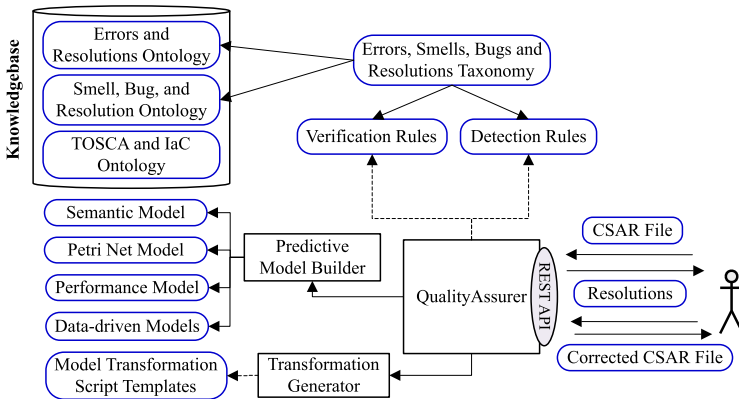 Knowledgebase
Errors and
Resolutions Ontology
Smell, Bug, and
Resolution Ontology
TOSCA and IaC
Ontology
Errors, Smells, Bugs and
Resolutions Taxonomy
Verification Rules
Detection Rules
Semantic Model
Petri Net Model
Performance Model
Data-driven Models
Model Transformation
Script Templates
Predictive
Model Builder
Transformation
Generator
QualityAssurer
REST API
CSAR File
Resolutions
Corrected CSAR File